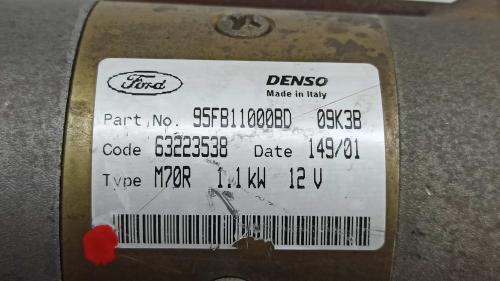 Ford DENSO
Made in Italy
Part No. 95FB11000BD 09K3B
Code 63223538 Date 149/01
Type M70R 1.1kW 12 V